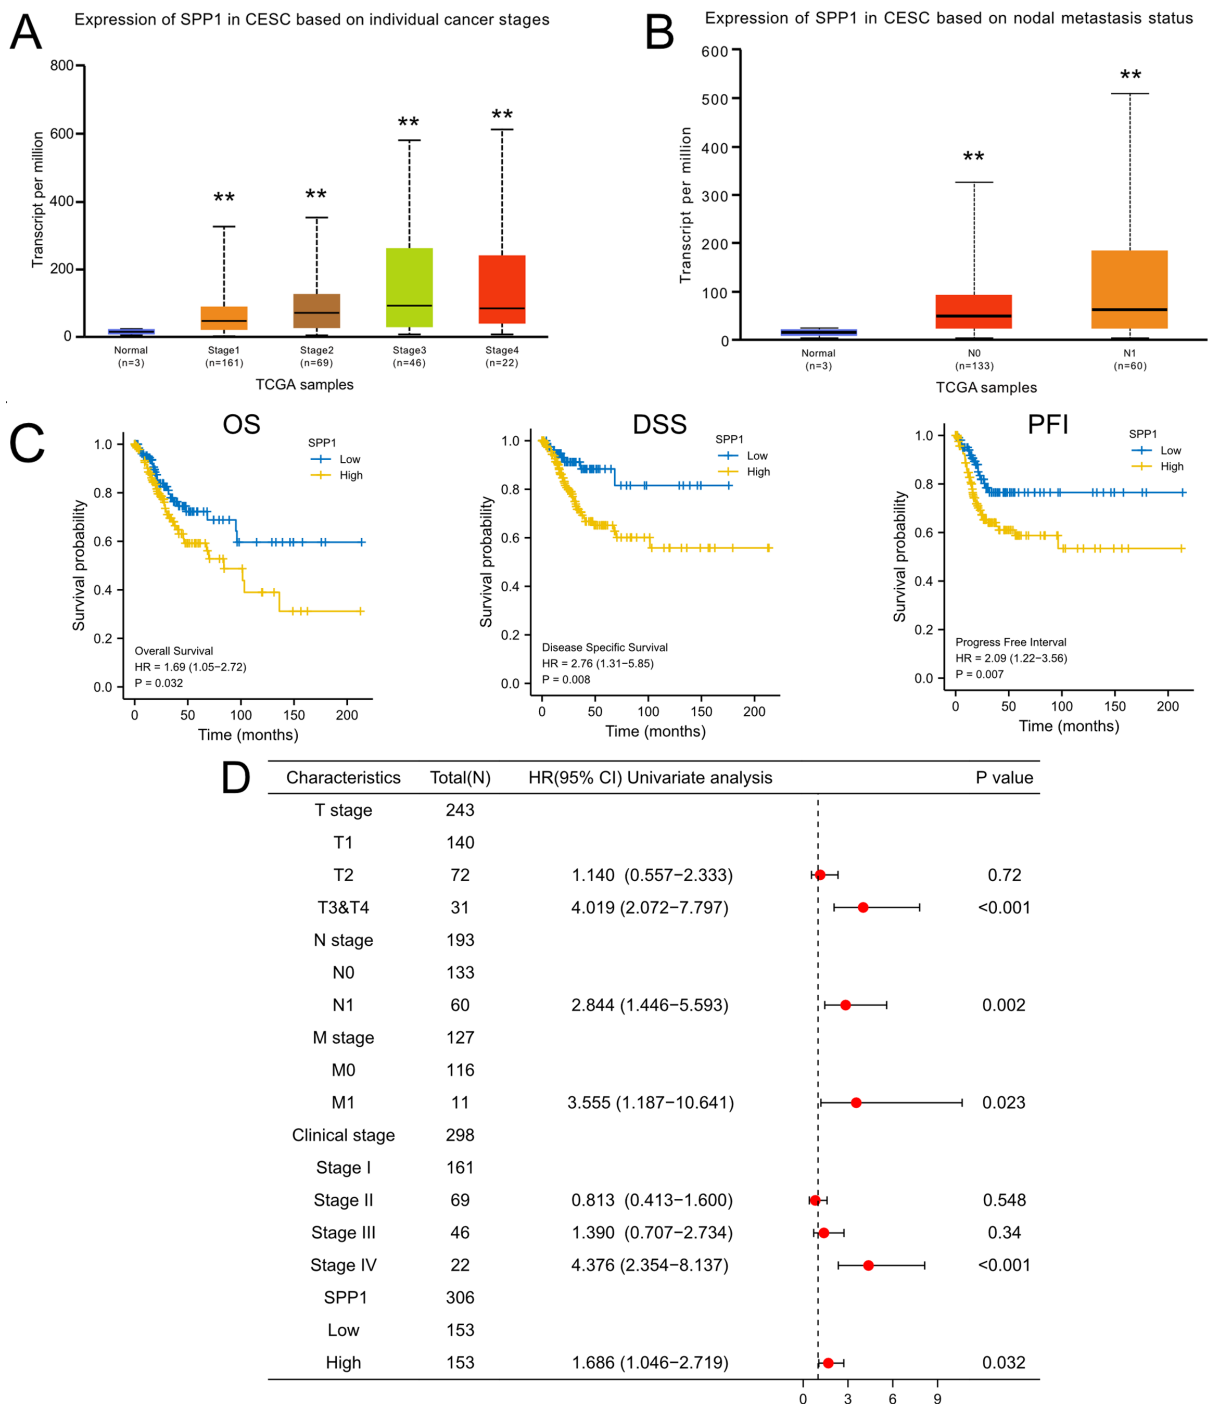 A
Expression of SPP1 in CESC based on individual cancer stages
Transcript per million
800
600
400
200
0
**
**
**
**
Normal
(n=3)
Stage1
(n=161)
Stage2
(n=69)
Stage3
(n=46)
Stage4
(n=22)
TCGA samples
B
Expression of SPP1 in CESC based on nodal metastasis status
Transcript per million
600
500
400
300
200
100
0
**
**
Normal
(n=3)
N0
(n=133)
N1
(n=60)
TCGA samples
C
OS
SPP1
Low
High
Survival probability
1.0
0.8
0.6
0.4
0.2
0.0
Overall Survival
HR = 1.69 (1.05−2.72)
P = 0.032
0 50 100 150 200
Time (months)
DSS
SPP1
Low
High
Survival probability
1.0
0.8
0.6
0.4
0.2
0.0
Disease Specific Survival
HR = 2.76 (1.31−5.85)
P = 0.008
0 50 100 150 200
Time (months)
PFI
SPP1
Low
High
Survival probability
1.0
0.8
0.6
0.4
0.2
0.0
Progress Free Interval
HR = 2.09 (1.22−3.56)
P = 0.007
0 50 100 150 200
Time (months)
D
Characteristics Total(N) HR(95% CI) Univariate analysis P value
T stage 243
T1 140
T2 72 1.140 (0.557−2.333) 0.72
T3&T4 31 4.019 (2.072−7.797) <0.001
N stage 193
N0 133
N1 60 2.844 (1.446−5.593) 0.002
M stage 127
M0 116
M1 11 3.555 (1.187−10.641) 0.023
Clinical stage 298
Stage I 161
Stage II 69 0.813 (0.413−1.600) 0.548
Stage III 46 1.390 (0.707−2.734) 0.34
Stage IV 22 4.376 (2.354−8.137) <0.001
SPP1 306
Low 153
High 153 1.686 (1.046−2.719) 0.032
0 3 6 9